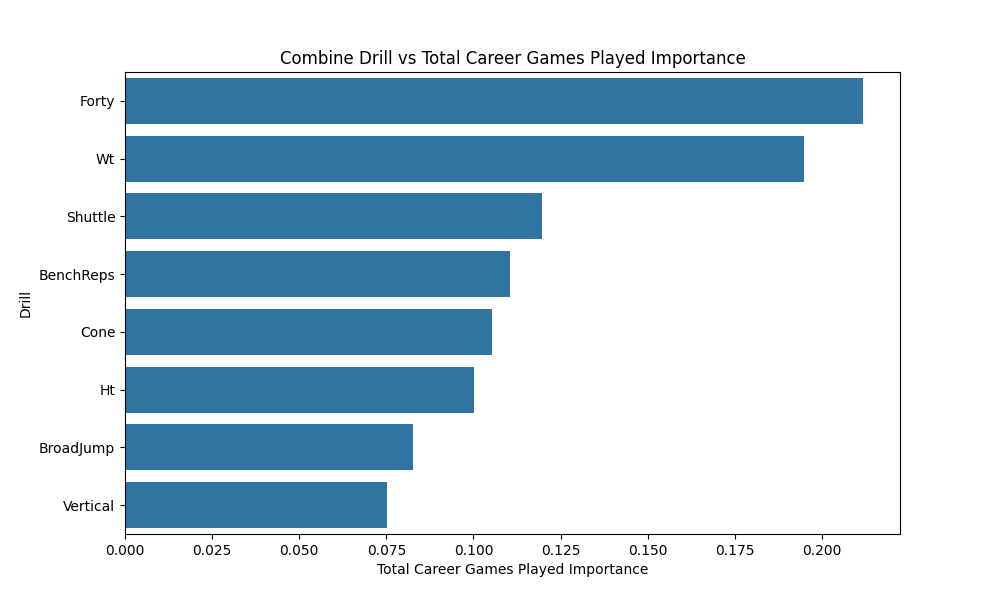 Combine Drill vs Total Career Games Played Importance
Drill
Forty
Wt
Shuttle
BenchReps
Cone
Ht
BroadJump
Vertical
0.000 0.025 0.050 0.075 0.100 0.125 0.150 0.175 0.200
Total Career Games Played Importance